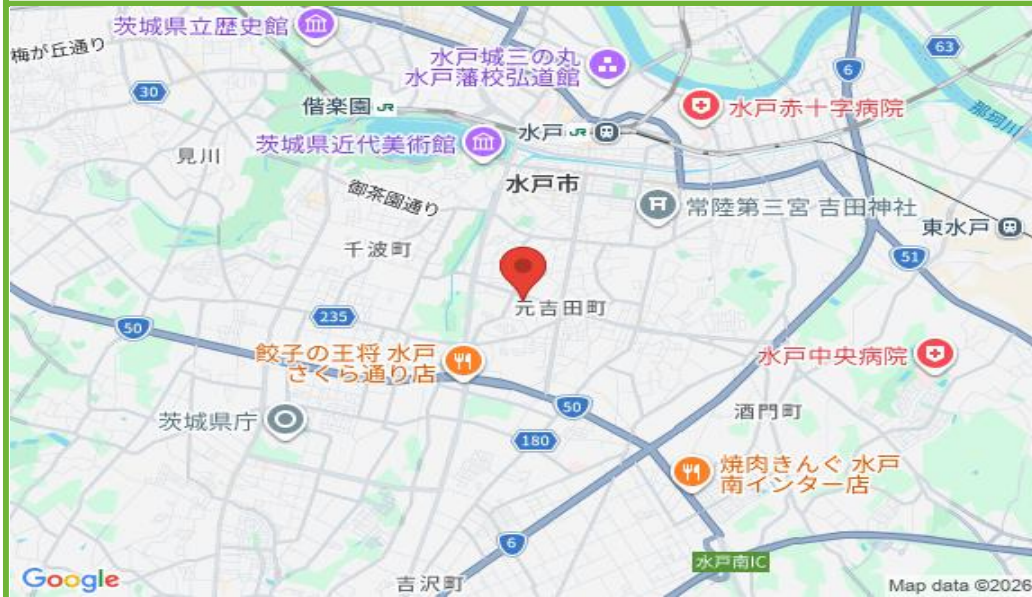 茨城県立歴史館
梅が丘通り
63
水戸城三の丸
水戸藩校弘道館
6
30
偕楽園 JR
水戸赤十字病院
那珂川
水戸 JR
茨城県近代美術館
見川
水戸市
御茶園通り
常陸第三宮 吉田神社
東水戸
千波町
51
元吉田町
235
50
餃子の王将 水戸
さくら通り店
水戸中央病院
50
酒門町
茨城県庁
180
焼肉きんぐ 水戸
南インター店
6
水戸南IC
Google
吉沢町
Map data ©2026